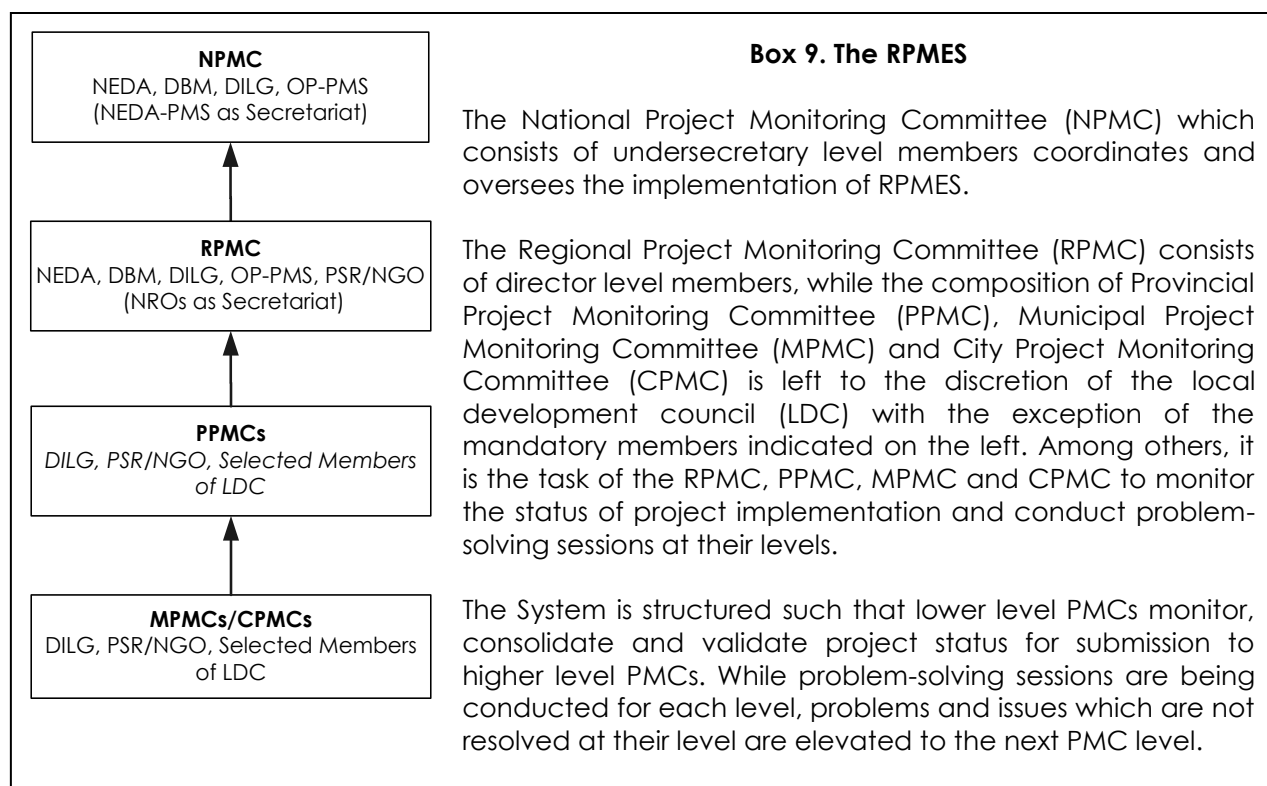 NPMC
NEDA, DBM, DILG, OP-PMS
(NEDA-PMS as Secretariat)
RPMC
NEDA, DBM, DILG, OP-PMS, PSR/NGO
(NROs as Secretariat)
PPMCs
DILG, PSR/NGO, Selected Members
of LDC
MPMCs/CPMCs
DILG, PSR/NGO, Selected Members
of LDC
Box 9. The RPMES
The National Project Monitoring Committee (NPMC) which
consists of undersecretary level members coordinates and
oversees the implementation of RPMES.
The Regional Project Monitoring Committee (RPMC) consists
of director level members, while the composition of Provincial
Project Monitoring Committee (PPMC), Municipal Project
Monitoring Committee (MPMC) and City Project Monitoring
Committee (CPMC) is left to the discretion of the local
development council (LDC) with the exception of the
mandatory members indicated on the left. Among others, it
is the task of the RPMC, PPMC, MPMC and CPMC to monitor
the status of project implementation and conduct problem-
solving sessions at their levels.
The System is structured such that lower level PMCs monitor,
consolidate and validate project status for submission to
higher level PMCs. While problem-solving sessions are being
conducted for each level, problems and issues which are not
resolved at their level are elevated to the next PMC level.